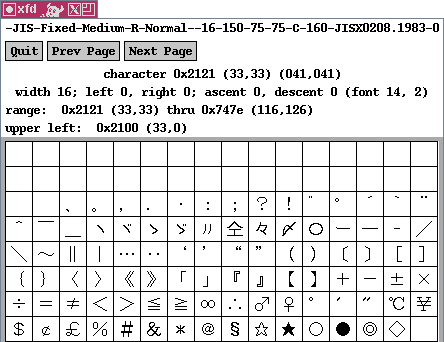 xfd
-JIS-Fixed-Medium-R-Normal--16-150-75-75-C-160-JISX0208.1983-0
Quit Prev Page Next Page
character 0x2121 (33,33) (041,041)
width 16; left 0, right 0; ascent 0, descent 0 (font 14, 2)
range: 0x2121 (33,33) thru 0x747e (116,126)
upper left: 0x2100 (33,0)
、 。 , . ・ : ; ? ! ゛ ゜ ´ ` ¨
^ ‾ _ ヽ ヾ ゝ ゞ 〃 仝 々 〆 〇 ー — ‐ /
\ 〜 ‖ | … ‥ ‘ ’ “ ” ( ) 〔 〕 [ ]
{ } 〈 〉 《 》 「 」 『 』 【 】 + − ± ×
÷ = ≠ < > ≦ ≧ ∞ ∴ ♂ ♀ ° ′ ″ ℃ ¥
$ ¢ £ % # & * @ § ☆ ★ ○ ● ◎ ◇